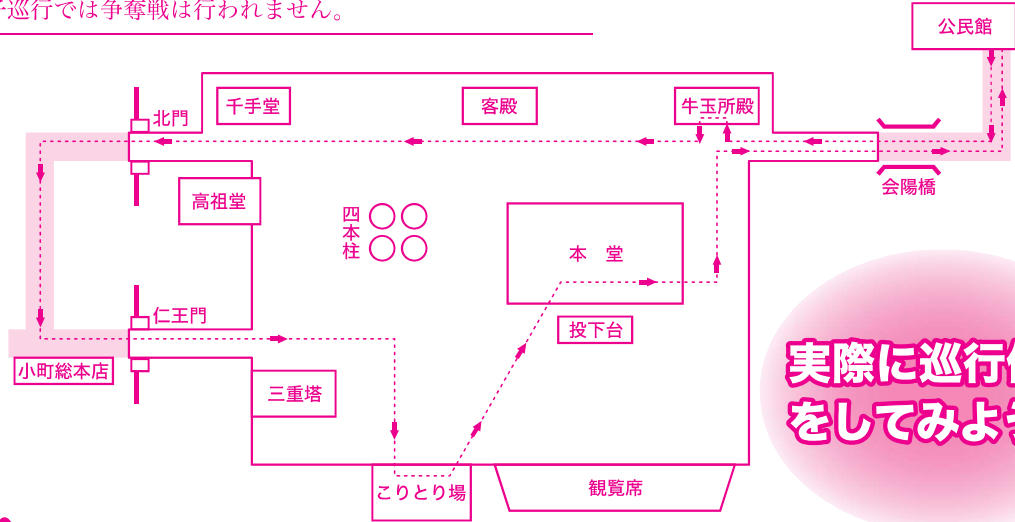 巡行では争奪戦は行われません。
公民館
千手堂
客殿
牛玉所殿
北門
会陽橋
高祖堂
四本柱
本 堂
仁王門
投下台
小町総本店
三重塔
こりとり場
観覧席
実際に巡行
をしてみよ